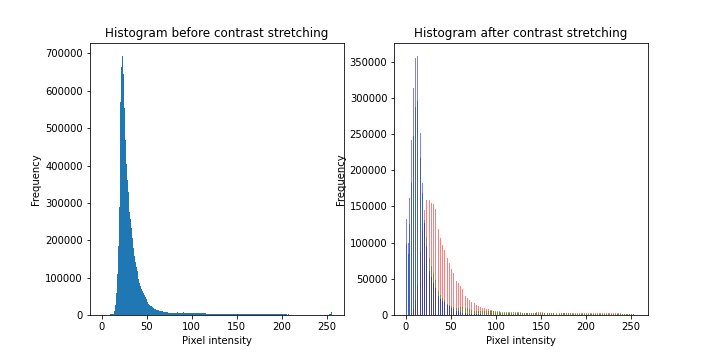 Histogram before contrast stretching
Histogram after contrast stretching
700000
600000
500000
400000
300000
200000
100000
0
Frequency
0 50 100 150 200 250
Pixel intensity
350000
300000
250000
200000
150000
100000
50000
0
Frequency
0 50 100 150 200 250
Pixel intensity